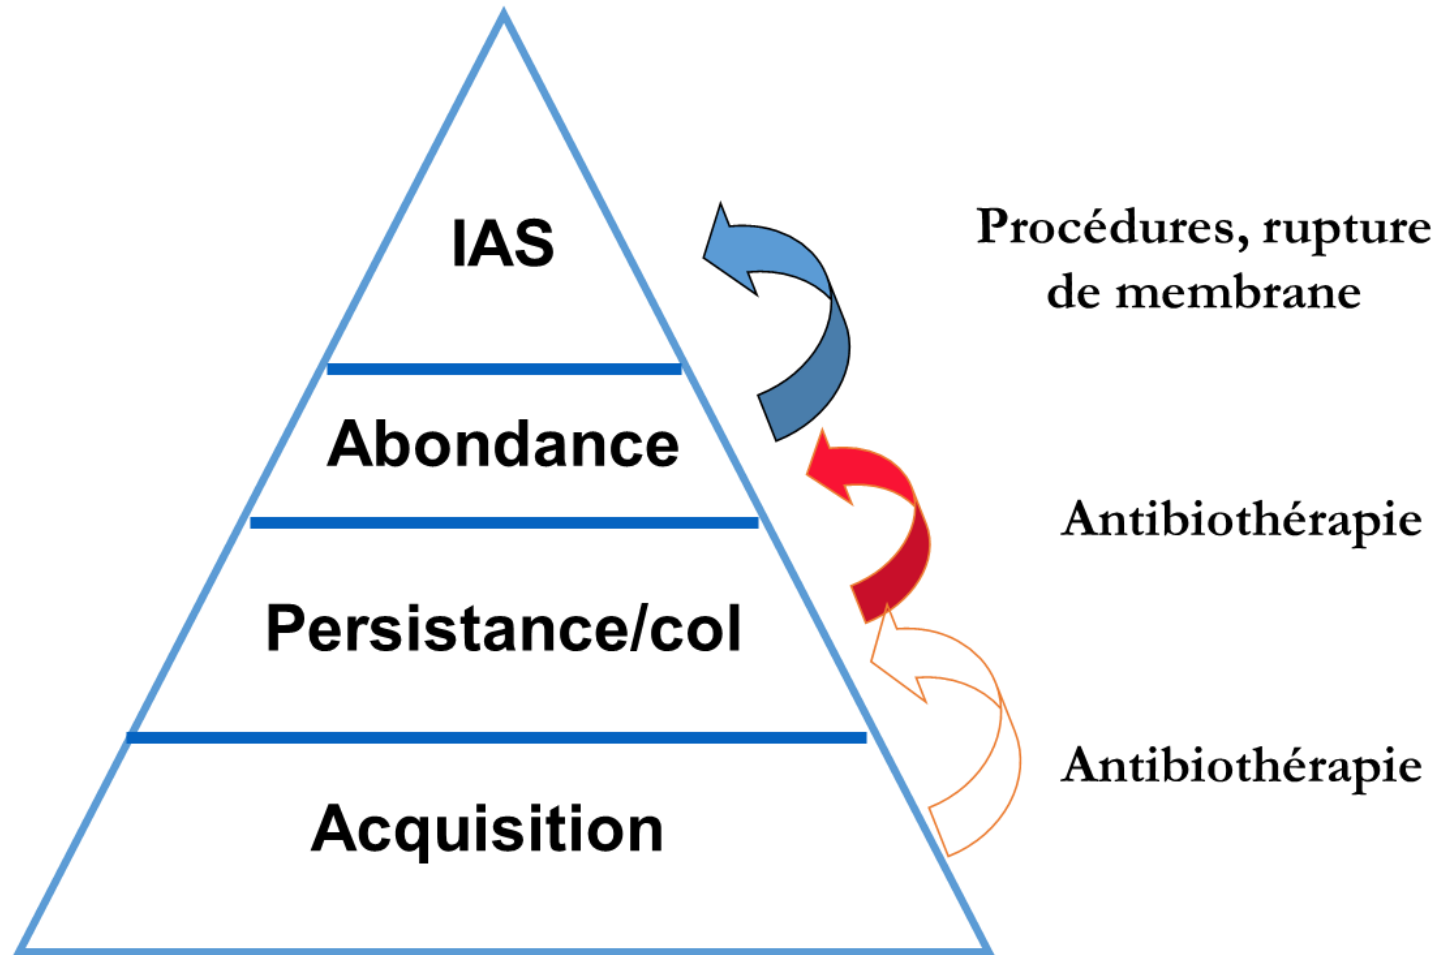 IAS
Procédures, rupture
de membrane
Abondance
Antibiothérapie
Persistance/col
Antibiothérapie
Acquisition